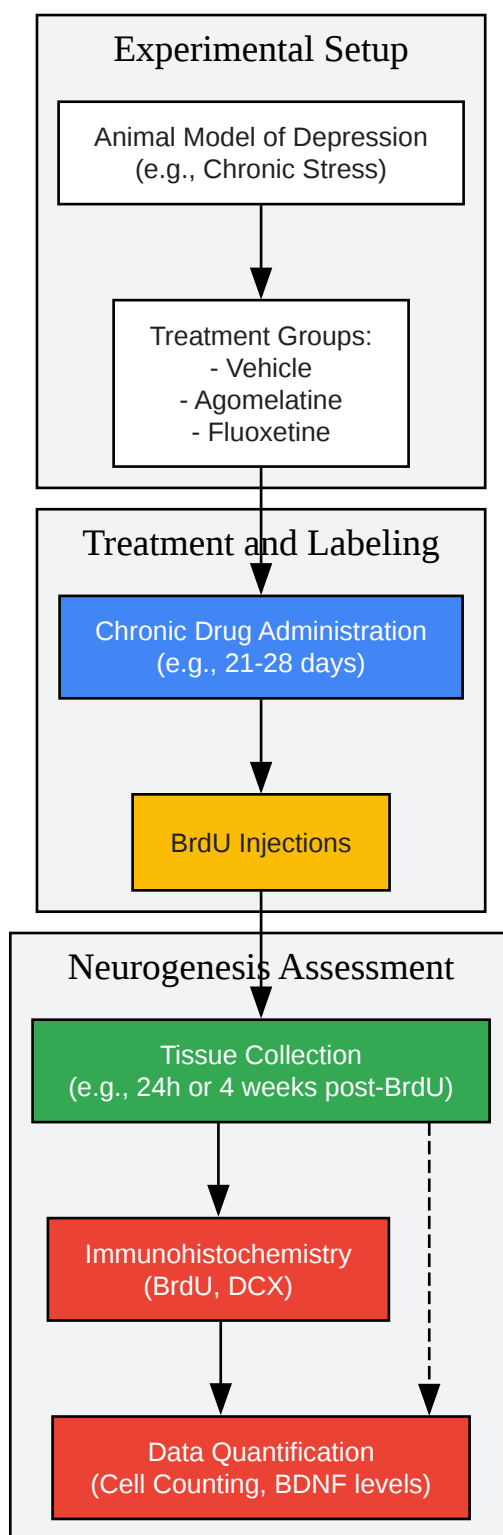 Experimental Setup
Animal Model of Depression
(e.g., Chronic Stress)
Treatment Groups:
- Vehicle
- Agomelatine
- Fluoxetine
Treatment and Labeling
Chronic Drug Administration
(e.g., 21-28 days)
BrdU Injections
Neurogenesis Assessment
Tissue Collection
(e.g., 24h or 4 weeks post-BrdU)
Immunohistochemistry
(BrdU, DCX)
Data Quantification
(Cell Counting, BDNF levels)